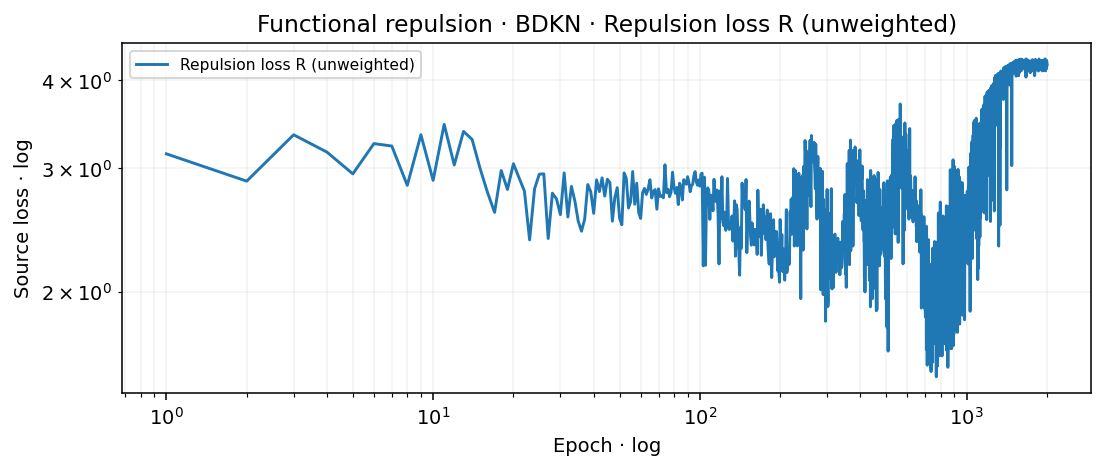 Functional repulsion · BDKN · Repulsion loss R (unweighted)
Repulsion loss R (unweighted)
Source loss · log
4 × 10⁰
3 × 10⁰
2 × 10⁰
10⁰ 10¹ 10² 10³
Epoch · log